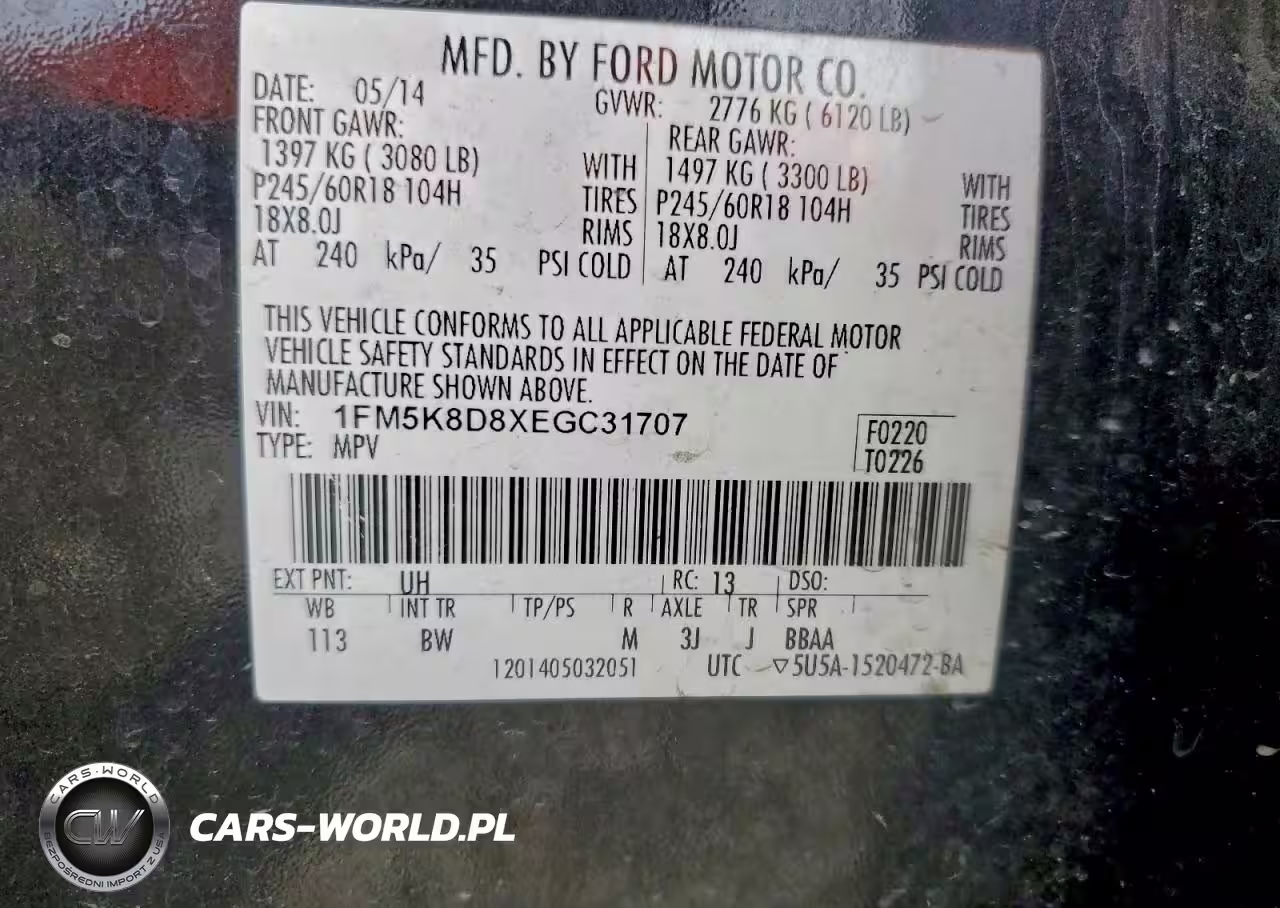 MFD. BY FORD MOTOR CO.
DATE: 05/14 GVWR: 2776 KG ( 6120 LB)
FRONT GAWR: REAR GAWR:
1397 KG ( 3080 LB) WITH 1497 KG ( 3300 LB) WITH
P245/60R18 104H TIRES P245/60R18 104H TIRES
18X8.0J RIMS 18X8.0J RIMS
AT 240 kPa/ 35 PSI COLD AT 240 kPa/ 35 PSI COLD
THIS VEHICLE CONFORMS TO ALL APPLICABLE FEDERAL MOTOR
VEHICLE SAFETY STANDARDS IN EFFECT ON THE DATE OF
MANUFACTURE SHOWN ABOVE.
VIN: 1FM5K8D8XEGC31707
TYPE: MPV
F0220
T0226
EXT PNT: UH RC: 13 DSO:
WB INT TR TP/PS R AXLE TR SPR
113 BW M 3J J BBAA
1201405032051 UTC ▽5U5A-1520472-BA
CARS-WORLD
CW
BEZPOŚREDNI IMPORT Z USA
CARS-WORLD.PL